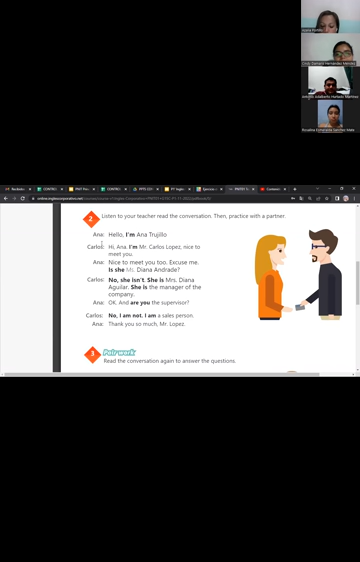 online.inglescorporativo.net
2 Listen to your teacher read the conversation. Then, practice with a partner
Ana: Hello, I'm Ana Trujillo
Carlos: Hi, Ana. I'm Mr. Carlos Lopez, nice to
meet you.
Ana: Nice to meet you too. Excuse me.
Is she Ms. Diana Andrade?
Carlos: No, she isn't. She is Mrs. Diana
Aguilar. She is the manager of the
company.
Ana: OK. And are you the supervisor?
Carlos: No, I am not. I am a sales person.
Ana: Thank you so much, Mr. Lopez.
3 Pair work
Read the conversation again to answer the questions.